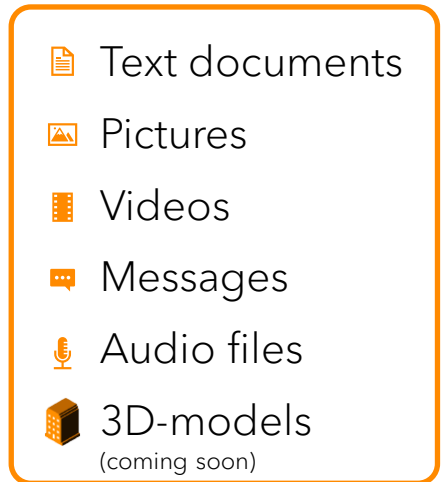 Text documents
Pictures
Videos
Messages
Audio files
3D-models
(coming soon)